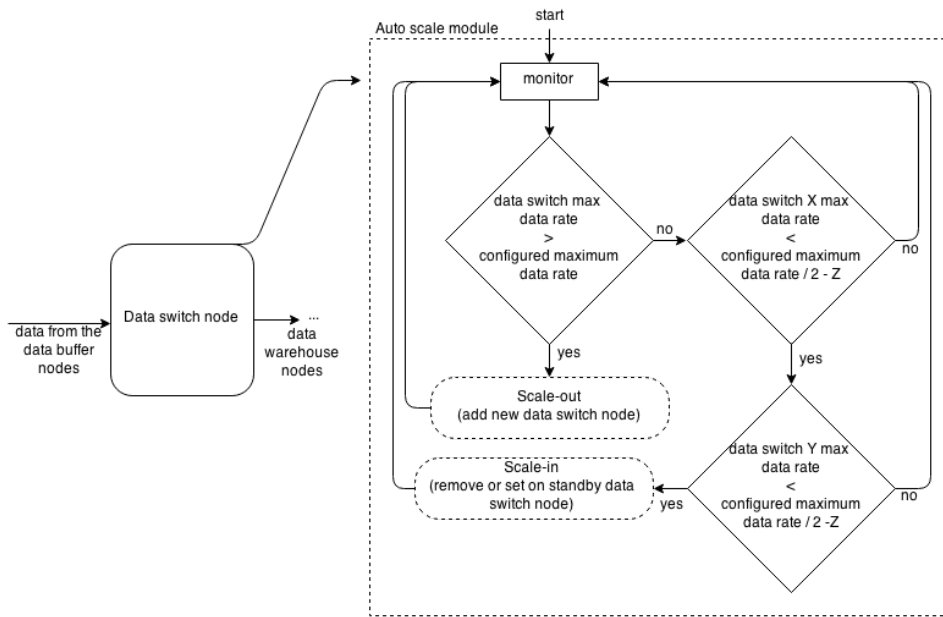 start
Auto scale module
monitor
data switch max
data rate
>
configured maximum
data rate
no
data switch X max
data rate
<
configured maximum
data rate / 2 - Z
no
yes
yes
Data switch node
data from the
data buffer
nodes
...
data
warehouse
nodes
Scale-out
(add new data switch node)
Scale-in
(remove or set on standby data
switch node)
yes
data switch Y max
data rate
<
configured maximum
data rate / 2 -Z
no